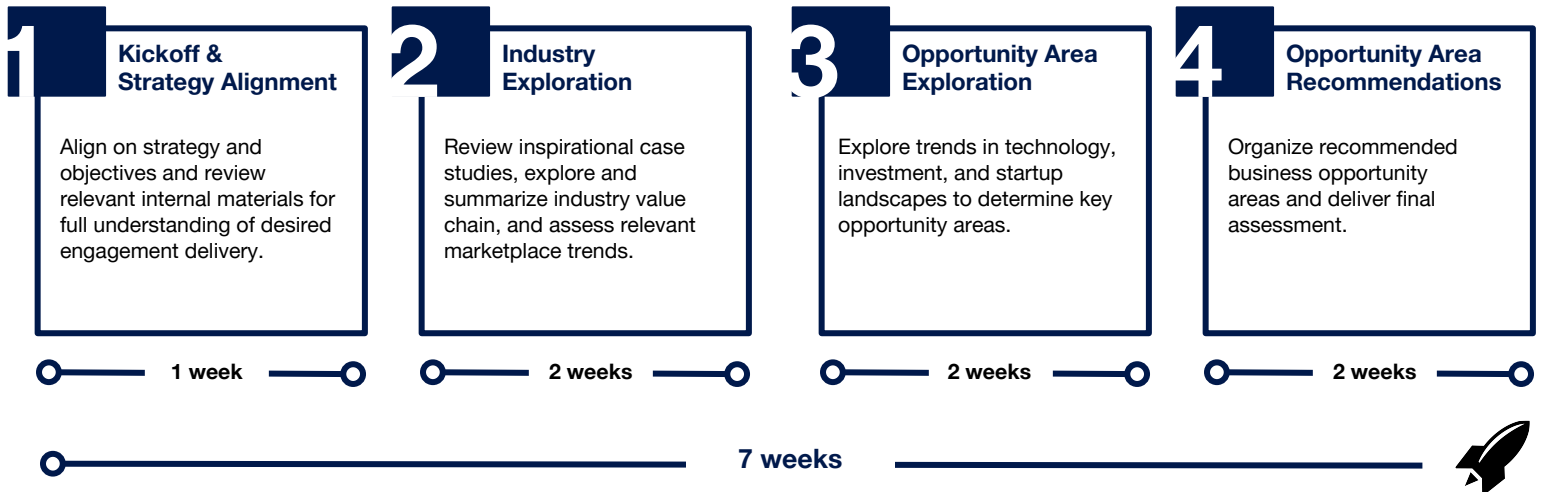 1
Kickoff &
Strategy Alignment
Align on strategy and
objectives and review
relevant internal materials for
full understanding of desired
engagement delivery.
1 week
2
Industry
Exploration
Review inspirational case
studies, explore and
summarize industry value
chain, and assess relevant
marketplace trends.
2 weeks
3
Opportunity Area
Exploration
Explore trends in technology,
investment, and startup
landscapes to determine key
opportunity areas.
2 weeks
4
Opportunity Area
Recommendations
Organize recommended
business opportunity
areas and deliver final
assessment.
2 weeks
7 weeks